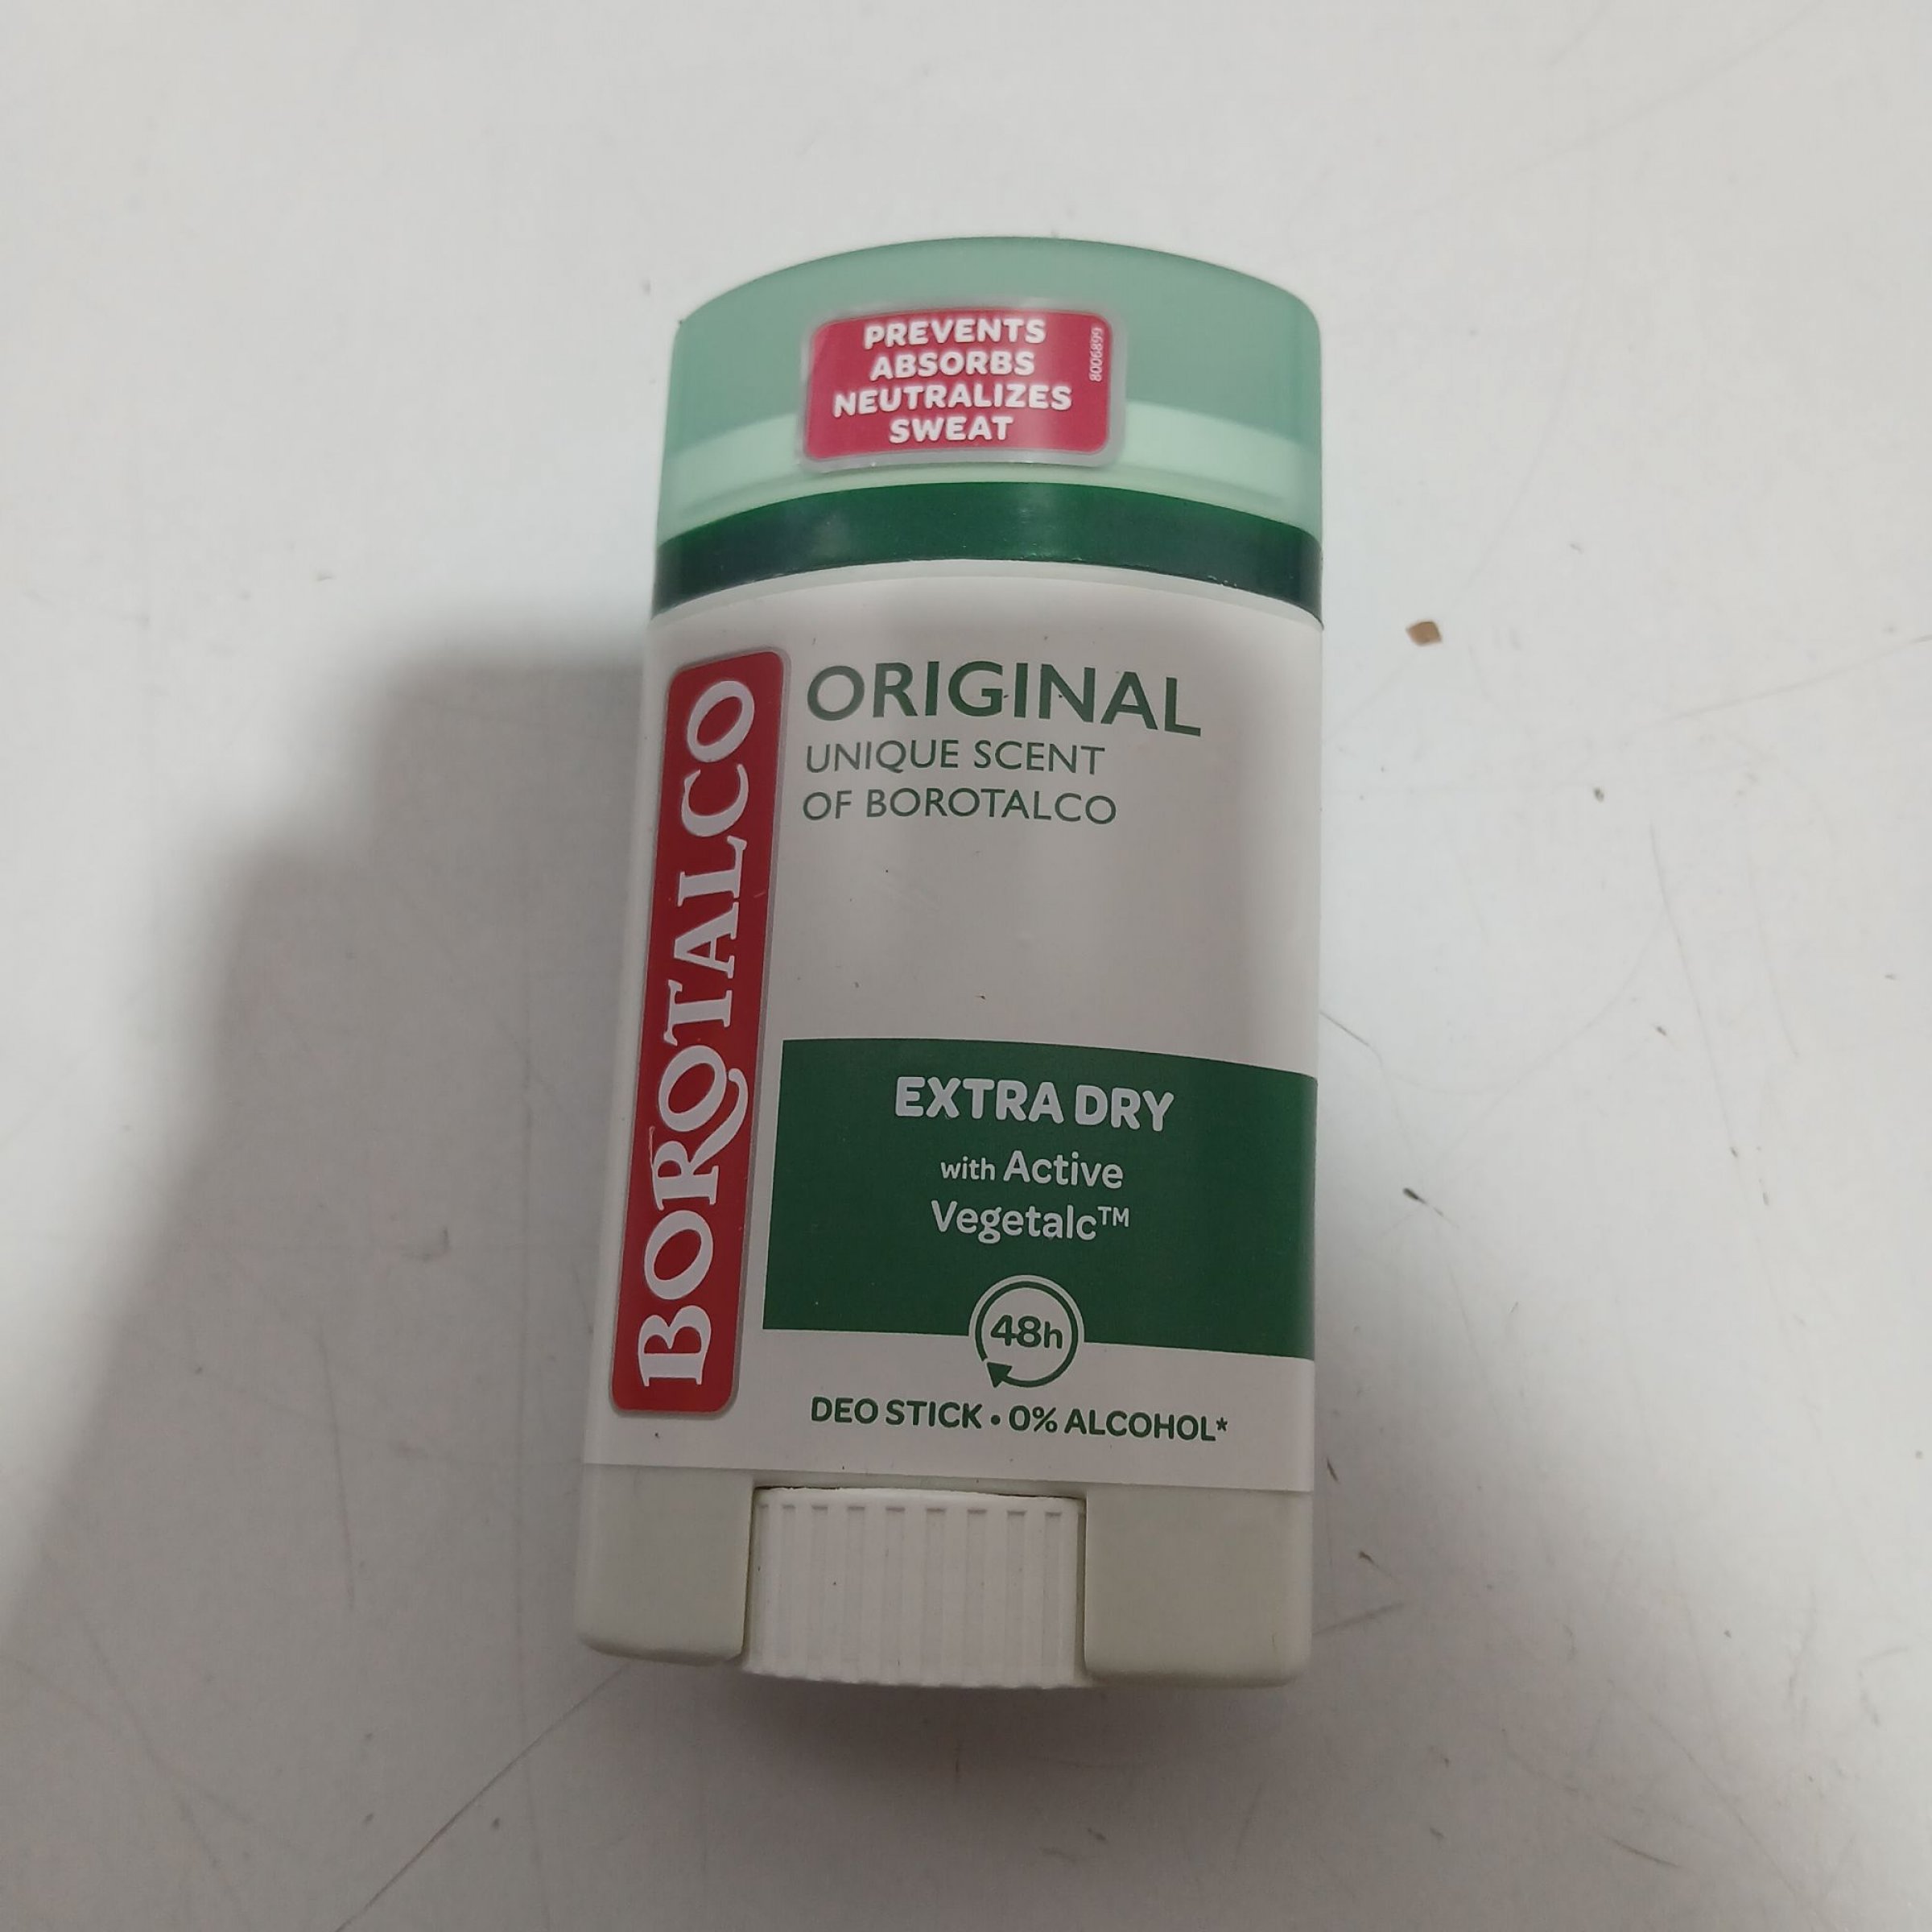 PREVENTS
ABSORBS
NEUTRALIZES
SWEAT
8006899
BOROTALCO
ORIGINAL
UNIQUE SCENT
OF BOROTALCO
EXTRA DRY
with Active
Vegetalc™
48h
DEO STICK • 0% ALCOHOL*